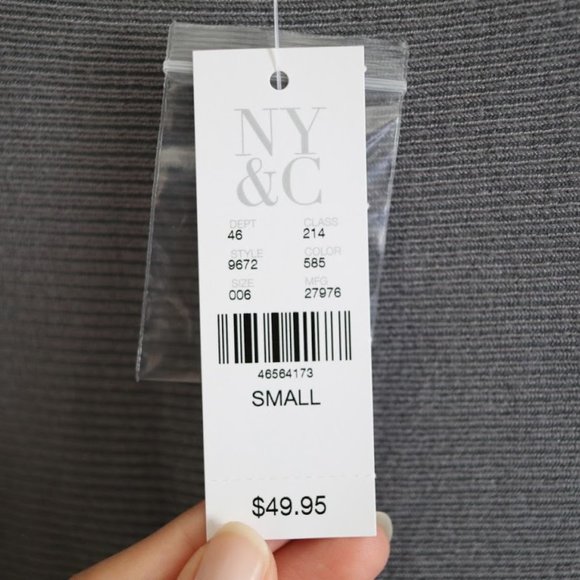 NY
&C
DEPT CLASS
46 214
STYLE COLOR
9672 585
SIZE MFG
006 27976
46564173
SMALL
$49.95